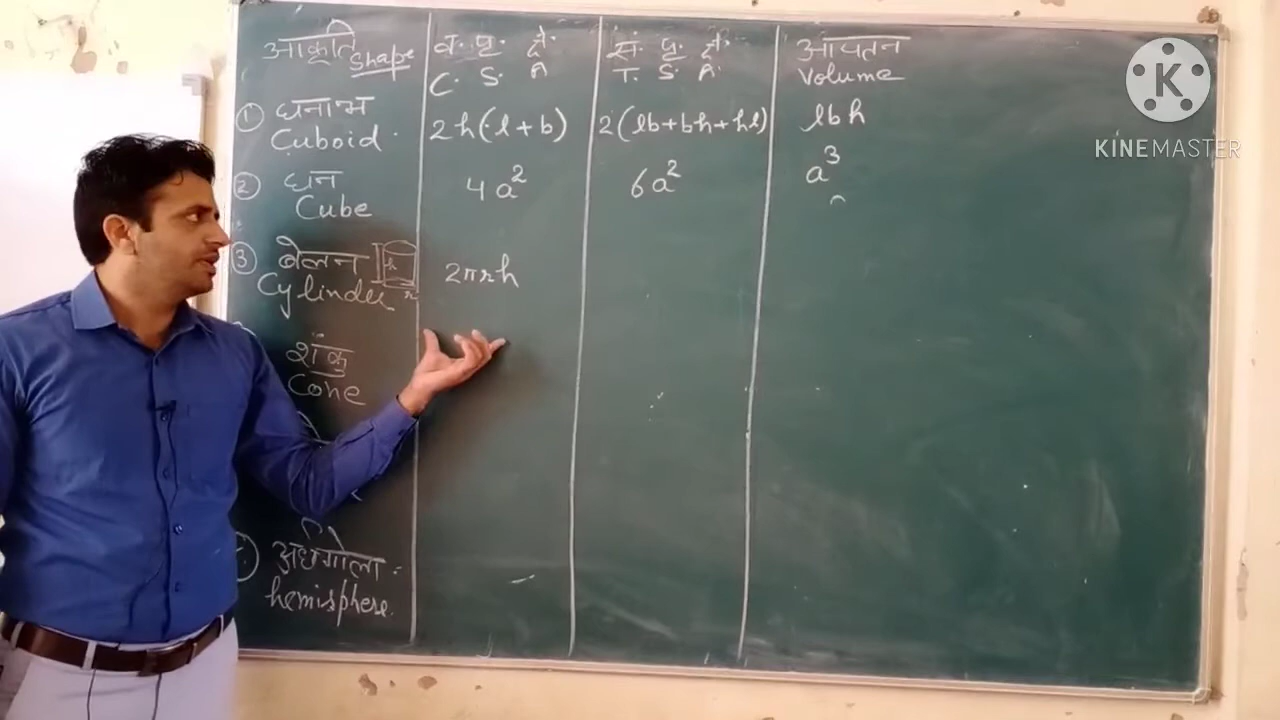 आकृति Shape
व. पृ. क्षे.
C. S. A
स. पृ. क्षे.
T. S. A.
आयतन
Volume
① घनाभ
Cuboid
2h(l+b)
2(lb+bh+hl)
lbh
② घन
Cube
4a²
6a²
a³
③ बेलन
Cylinder
h
r
2πrh
शंकु
Cone
अर्धगोला
hemisphere
K
KINEMASTER